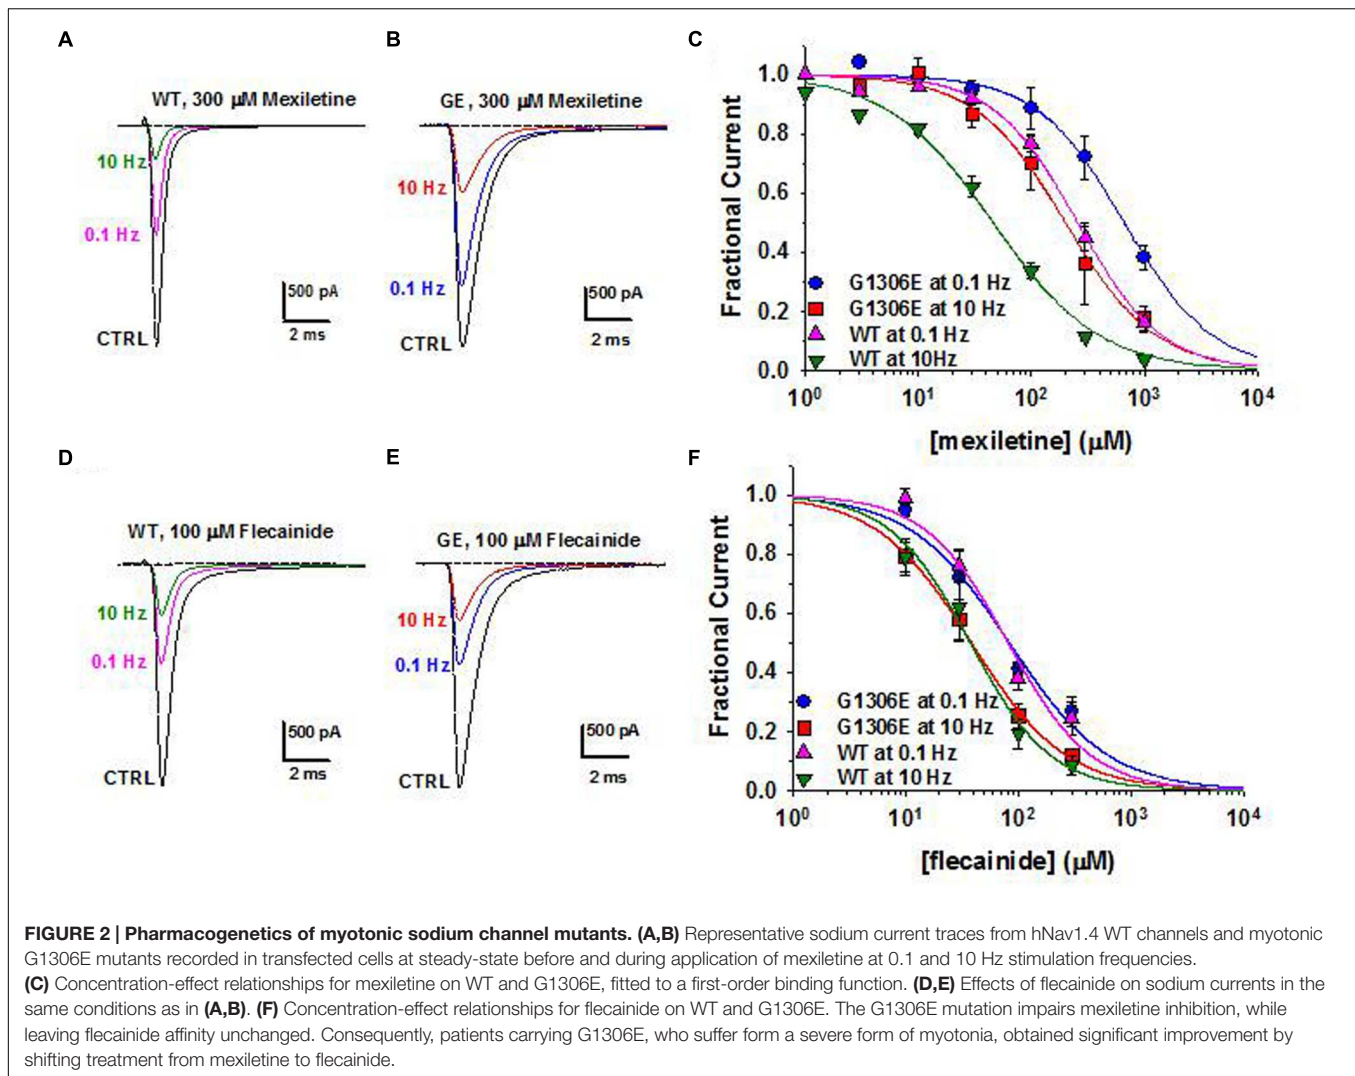 A
WT, 300 µM Mexiletine
10 Hz
0.1 Hz
CTRL
500 pA
2 ms
B
GE , 300 µM Mexiletine
10 Hz
0.1 Hz
CTRL
500 pA
2 ms
C
Fractional Current
1.0
0.8
0.6
0.4
0.2
0.0
G1306E at 0.1 Hz
G1306E at 10 Hz
WT at 0.1 Hz
WT at 10Hz
10⁰ 10¹ 10² 10³ 10⁴
[mexiletine] (µM)
D
WT, 100 µM Flecainide
10 Hz
0.1 Hz
CTRL
500 pA
2 ms
E
GE, 100 µM Flecainide
10 Hz
0.1 Hz
CTRL
500 pA
2 ms
F
Fractional Current
1.0
0.8
0.6
0.4
0.2
0.0
G1306E at 0.1 Hz
G1306E at 10 Hz
WT at 0.1 Hz
WT at 10 Hz
10⁰ 10¹ 10² 10³ 10⁴
[flecainide] (µM)
FIGURE 2 | Pharmacogenetics of myotonic sodium channel mutants. (A,B) Representative sodium current traces from hNav1.4 WT channels and myotonic
G1306E mutants recorded in transfected cells at steady-state before and during application of mexiletine at 0.1 and 10 Hz stimulation frequencies.
(C) Concentration-effect relationships for mexiletine on WT and G1306E, fitted to a first-order binding function. (D,E) Effects of flecainide on sodium currents in the
same conditions as in (A,B). (F) Concentration-effect relationships for flecainide on WT and G1306E. The G1306E mutation impairs mexiletine inhibition, while
leaving flecainide affinity unchanged. Consequently, patients carrying G1306E, who suffer form a severe form of myotonia, obtained significant improvement by
shifting treatment from mexiletine to flecainide.